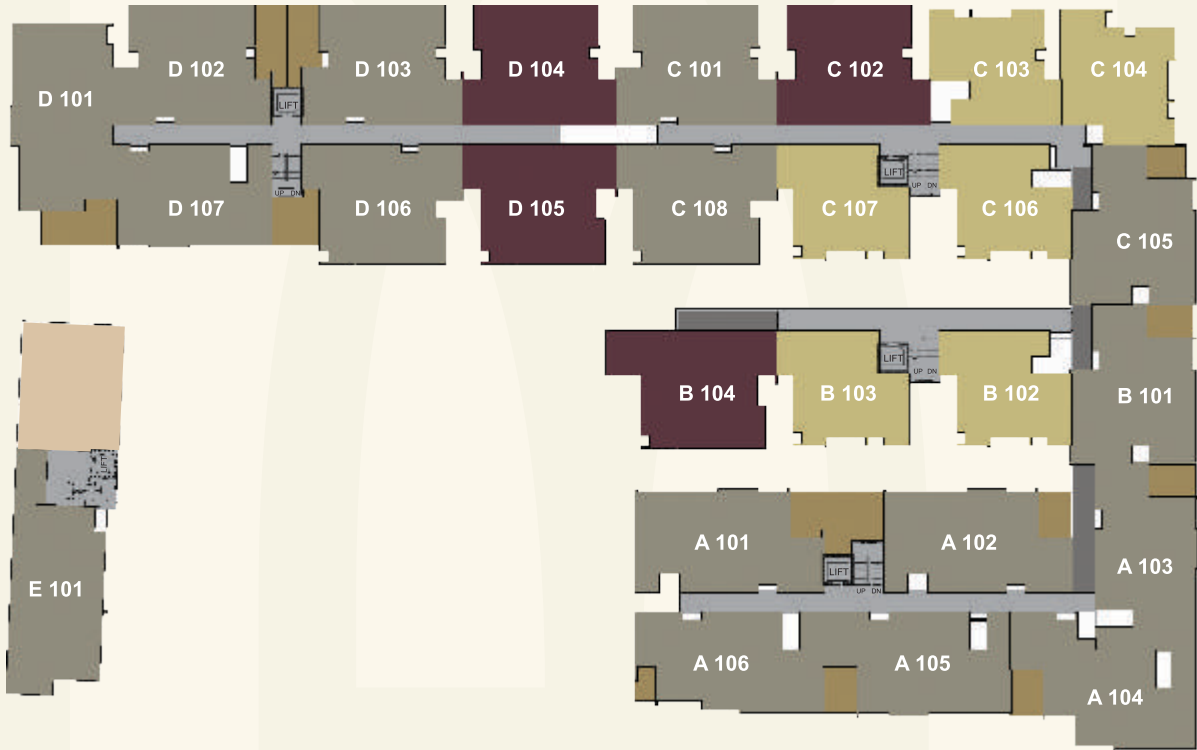 D 101
D 102
D 103
D 104
C 101
C 102
C 103
C 104
LIFT
LIFT
UP DN
UP DN
D 107
D 106
D 105
C 108
C 107
C 106
C 105
LIFT
UP DN
B 104
B 103
B 102
B 101
LIFT
E 101
A 101
A 102
A 103
LIFT
UP DN
A 106
A 105
A 104